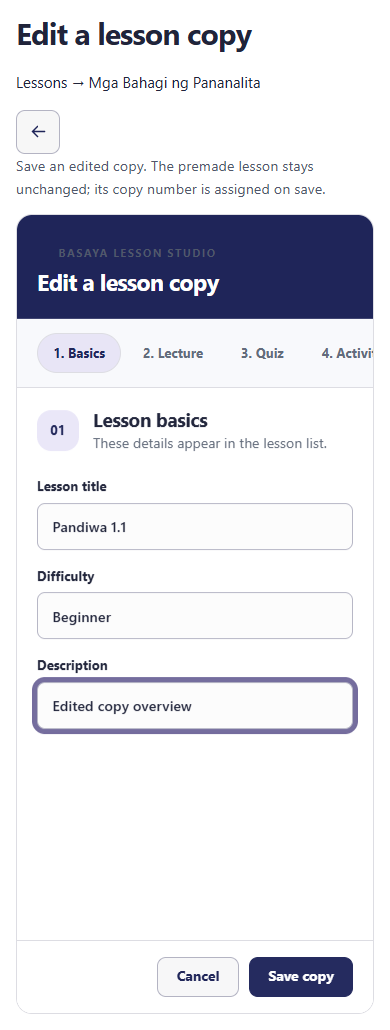 Edit a lesson copy
Lessons → Mga Bahagi ng Pananalita
←
Save an edited copy. The premade lesson stays
unchanged; its copy number is assigned on save.
BASAYA LESSON STUDIO
Edit a lesson copy
1. Basics 2. Lecture 3. Quiz 4. Activi
01
Lesson basics
These details appear in the lesson list.
Lesson title
Pandiwa 1.1
Difficulty
Beginner
Description
Edited copy overview
Cancel Save copy